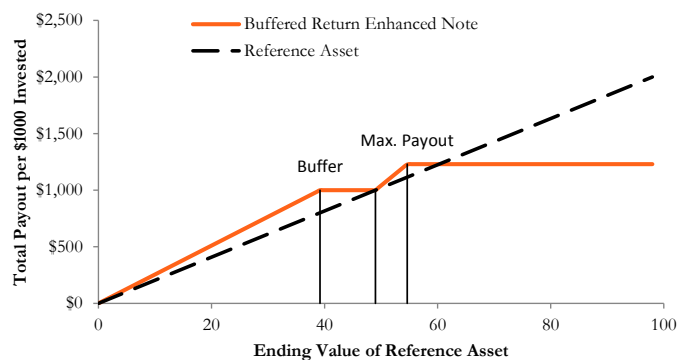 $2,500
Buffered Return Enhanced Note
Reference Asset
$2,000
$1,500
Max. Payout
Buffer
$1,000
$500
$0
0 20 40 60 80 100
Total Payout per $1000 Invested
Ending Value of Reference Asset